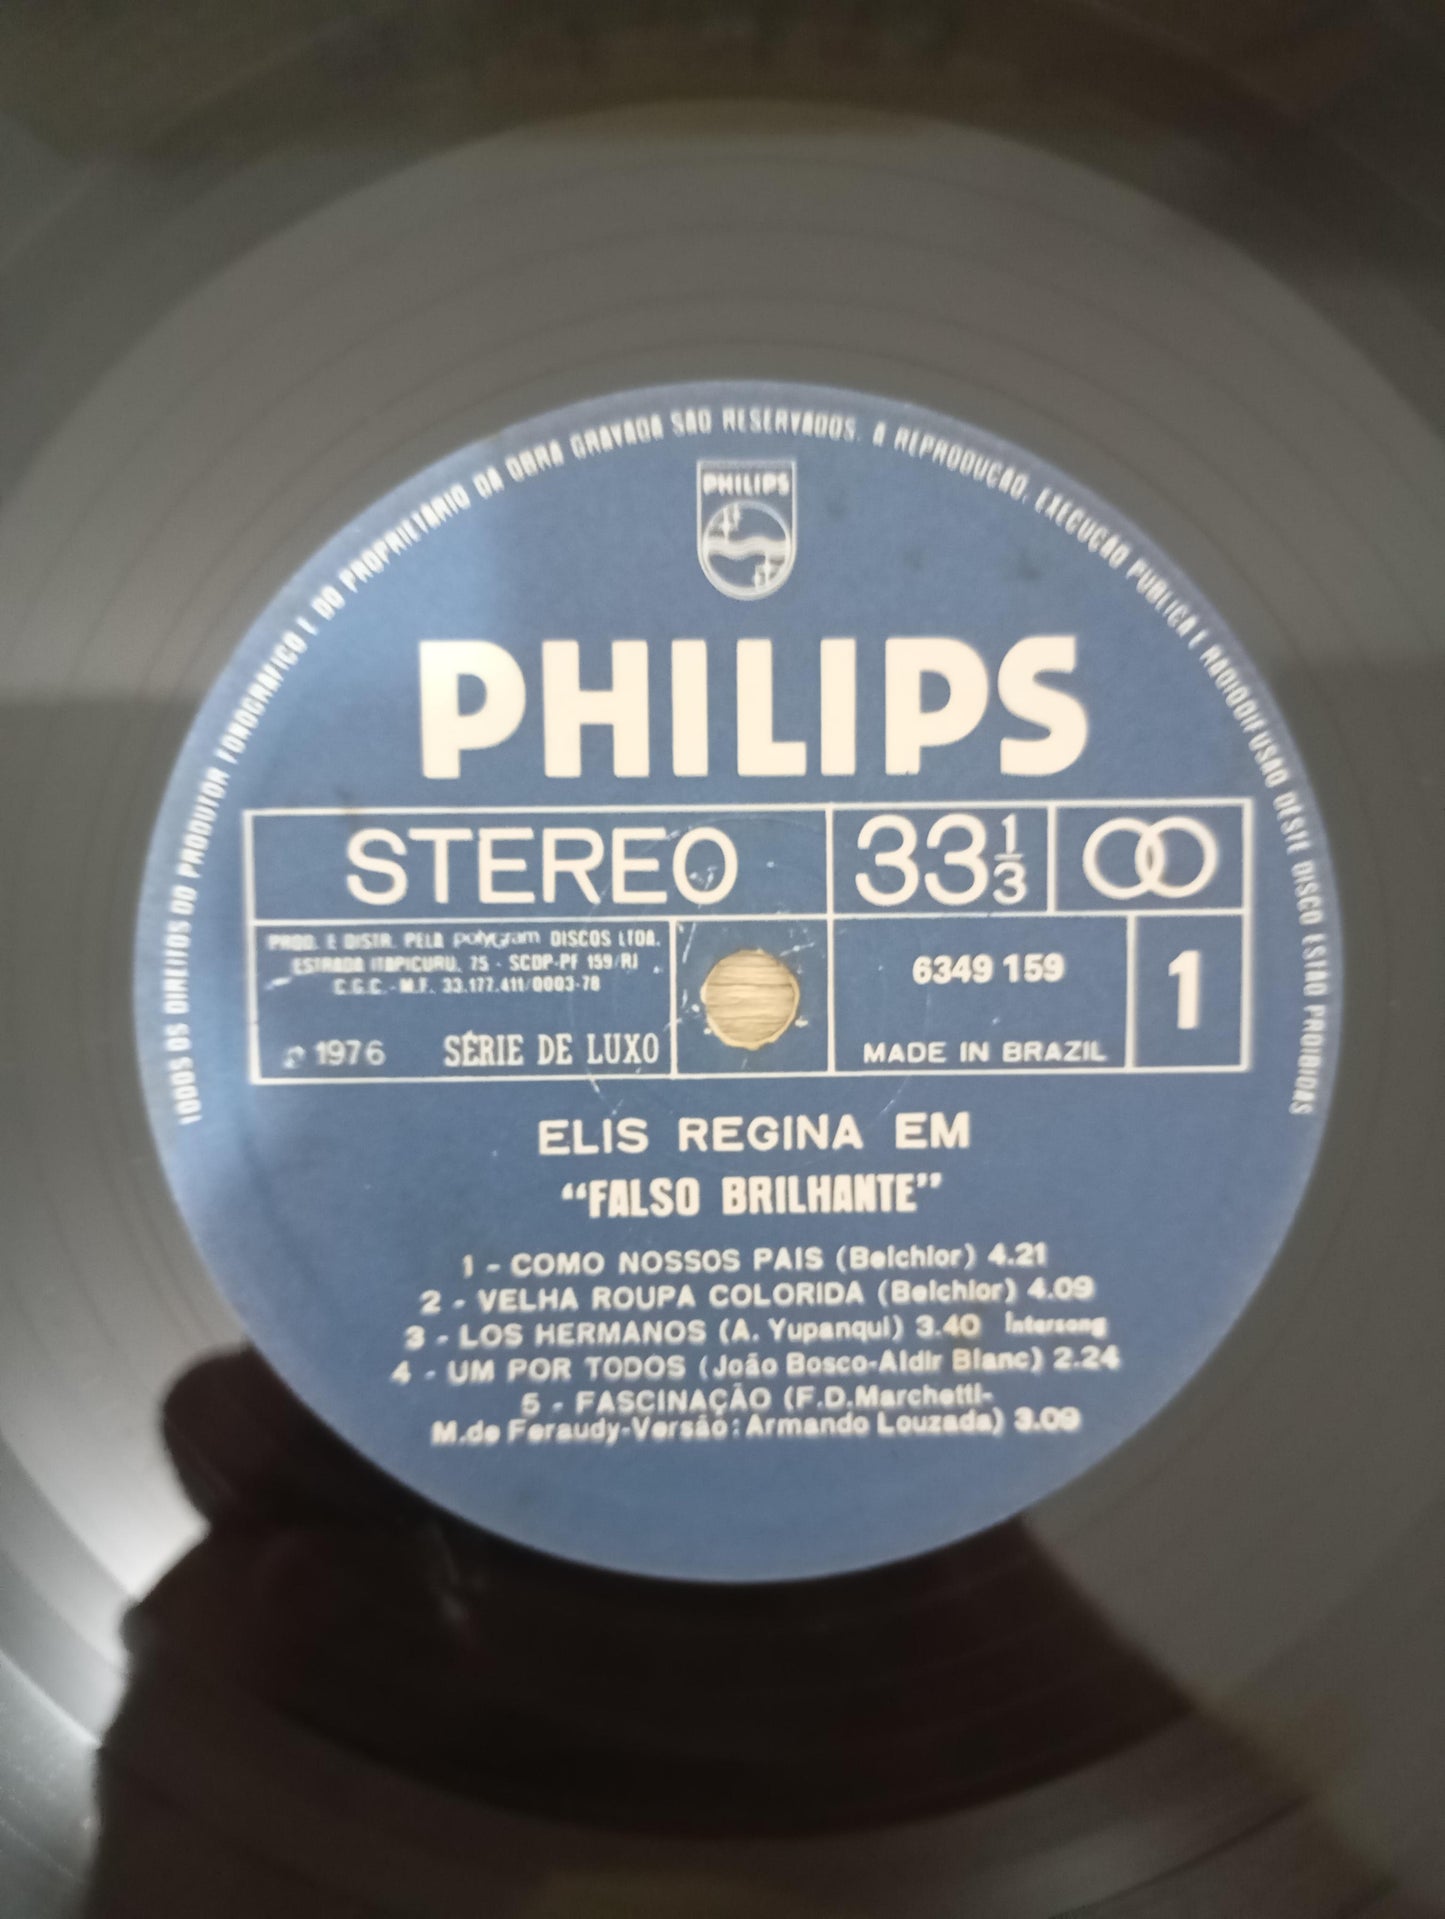 TODOS OS DIREITOS DO PRODUTOR FONOGRÁFICO E DO PROPRIETÁRIO DA OBRA GRAVADA SÃO RESERVADOS. A REPRODUÇÃO, EXECUÇÃO PÚBLICA E RADIODIFUSÃO DESTE DISCO ESTÃO PROIBIDAS
PHILIPS
PHILIPS
STEREO 33 1/3
PROD. E DISTR. PELA polyGram DISCOS LTDA.
ESTRADA ITAPICURU, 75 - SCDP-PF 159/RJ
C.G.C. - M.F. 33.177.411/0003-78
6349 159 1
℗ 1976 SÉRIE DE LUXO MADE IN BRAZIL
ELIS REGINA EM
“FALSO BRILHANTE”
1 - COMO NOSSOS PAIS (Belchior) 4.21
2 - VELHA ROUPA COLORIDA (Belchior) 4.09
3 - LOS HERMANOS (A. Yupanqui) 3.40 Intersong
4 - UM POR TODOS (João Bosco-Aldir Blanc) 2.24
5 - FASCINAÇÃO (F.D.Marchetti-
M.de Feraudy-Versão: Armando Louzada) 3.09